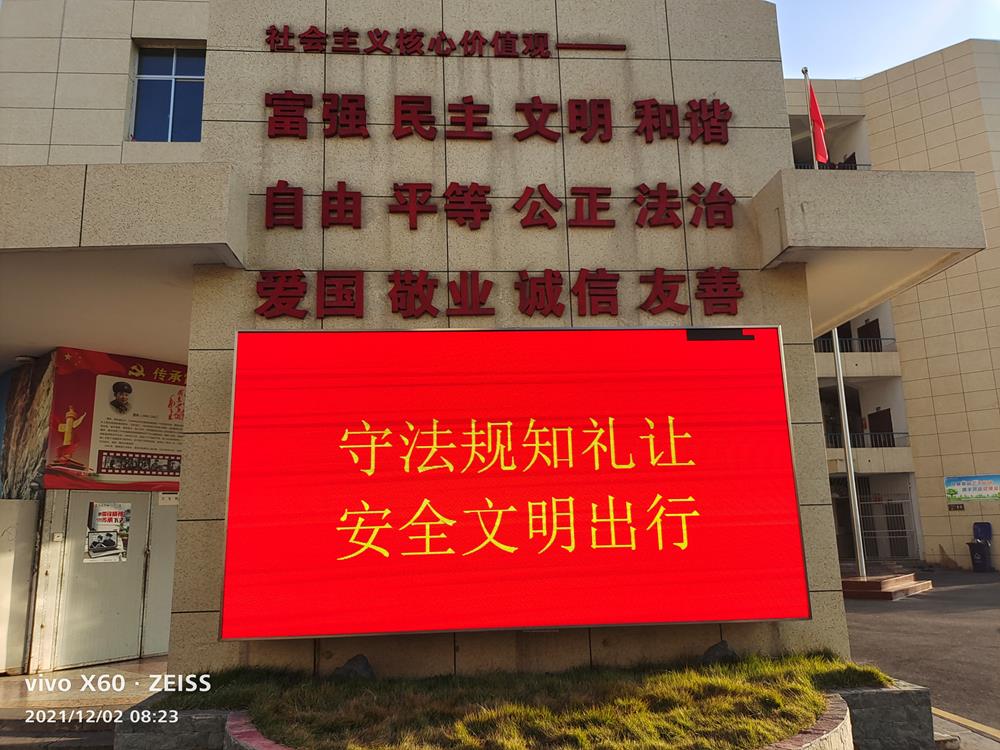 社会主义核心价值观——
富强 民主 文明 和谐
自由 平等 公正 法治
爱国 敬业 诚信 友善
守法规知礼让
安全文明出行
传承
vivo X60 · ZEISS
2021/12/02 08:23